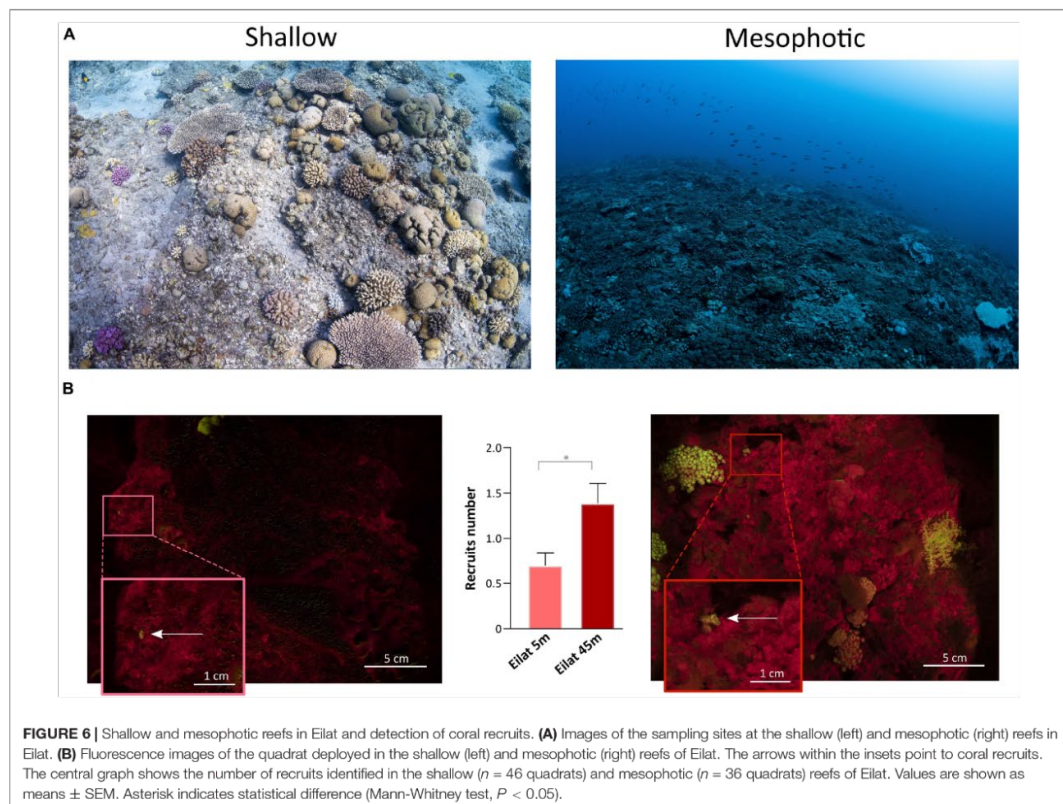 A
Shallow
Mesophotic
B
2.0
1.5
1.0
0.5
0
Recruits number
*
Eilat 5m
Eilat 45m
1 cm
5 cm
1 cm
5 cm
FIGURE 6 | Shallow and mesophotic reefs in Eilat and detection of coral recruits. (A) Images of the sampling sites at the shallow (left) and mesophotic (right) reefs in
Eilat. (B) Fluorescence images of the quadrat deployed in the shallow (left) and mesophotic (right) reefs of Eilat. The arrows within the insets point to coral recruits.
The central graph shows the number of recruits identified in the shallow (n = 46 quadrats) and mesophotic (n = 36 quadrats) reefs of Eilat. Values are shown as
means ± SEM. Asterisk indicates statistical difference (Mann-Whitney test, P < 0.05).